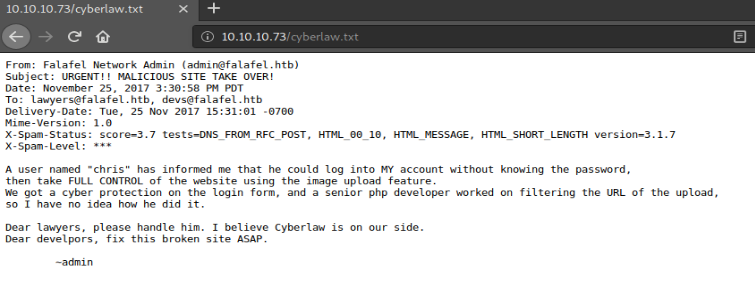 10.10.10.73/cyberlaw.txt
10.10.10.73/cyberlaw.txt
From: Falafel Network Admin (admin@falafel.htb)
Subject: URGENT!! MALICIOUS SITE TAKE OVER!
Date: November 25, 2017 3:30:58 PM PDT
To: lawyers@falafel.htb, devs@falafel.htb
Delivery-Date: Tue, 25 Nov 2017 15:31:01 -0700
Mime-Version: 1.0
X-Spam-Status: score=3.7 tests=DNS_FROM_RFC_POST, HTML_00_10, HTML_MESSAGE, HTML_SHORT_LENGTH version=3.1.7
X-Spam-Level: ***
A user named "chris" has informed me that he could log into MY account without knowing the password,
then take FULL CONTROL of the website using the image upload feature.
We got a cyber protection on the login form, and a senior php developer worked on filtering the URL of the upload,
so I have no idea how he did it.
Dear lawyers, please handle him. I believe Cyberlaw is on our side.
Dear develpors, fix this broken site ASAP.
~admin